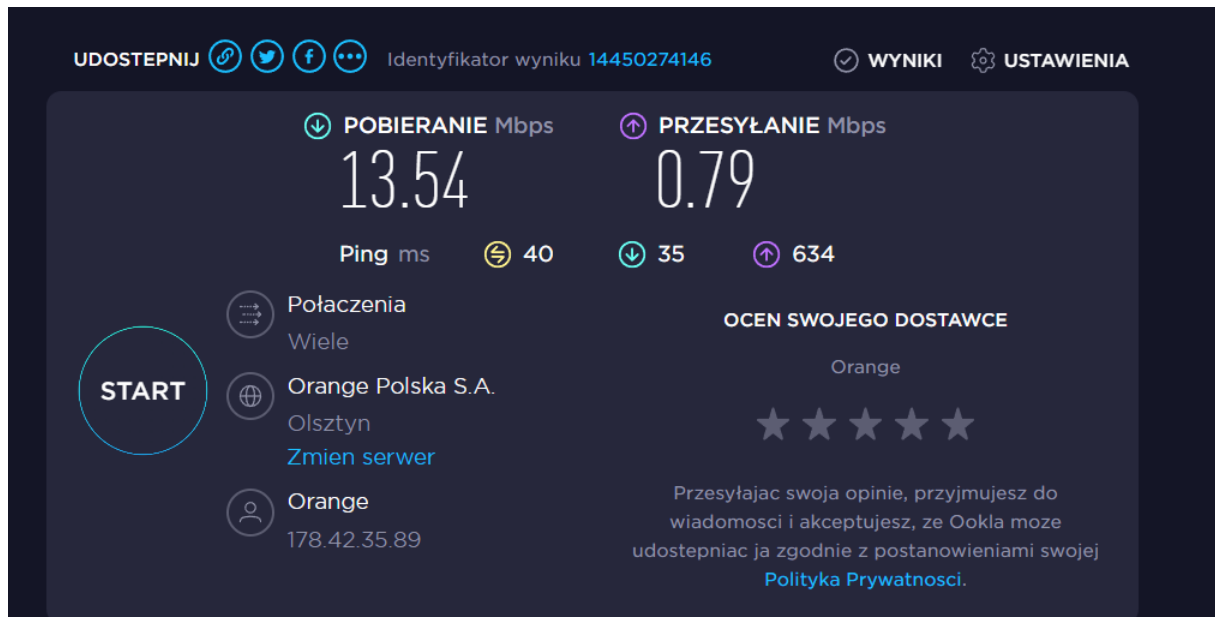 UDOSTEPNIJ Identyfikator wyniku 14450274146 WYNIKI USTAWIENIA
POBIERANIE Mbps PRZESYŁANIE Mbps
13.54 0.79
Ping ms 40 35 634
Połaczenia
Wiele
START
Orange Polska S.A.
Olsztyn
Zmien serwer
Orange
178.42.35.89
OCEN SWOJEGO DOSTAWCE
Orange
Przesyłajac swoja opinie, przyjmujesz do
wiadomosci i akceptujesz, ze Ookla moze
udostepniac ja zgodnie z postanowieniami swojej
Polityka Prywatnosci.